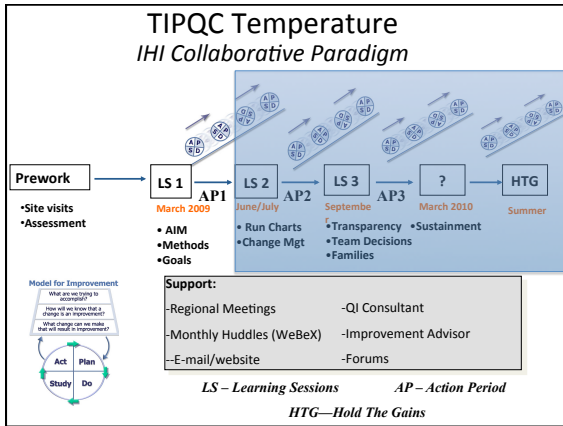 TIPQC Temperature
IHI Collaborative Paradigm
Prework
LS 1
AP1
LS 2
AP2
LS 3
AP3
?
HTG
•Site visits
•Assessment
March 2009
June/July
Septembe
r
March 2010
Summer
• AIM
• Methods
• Goals
• Run Charts
•Change Mgt
•Transparency
•Team Decisions
•Families
•Sustainment
Model for Improvement
What are we trying to
accomplish?
How will we know that a
change is an improvement?
What change can we make
that will result in improvement?
Act
Plan
Study
Do
Support:
-Regional Meetings
-QI Consultant
-Monthly Huddles (WeBeX)
-Improvement Advisor
--E-mail/website
-Forums
LS – Learning Sessions
AP – Action Period
HTG—Hold The Gains